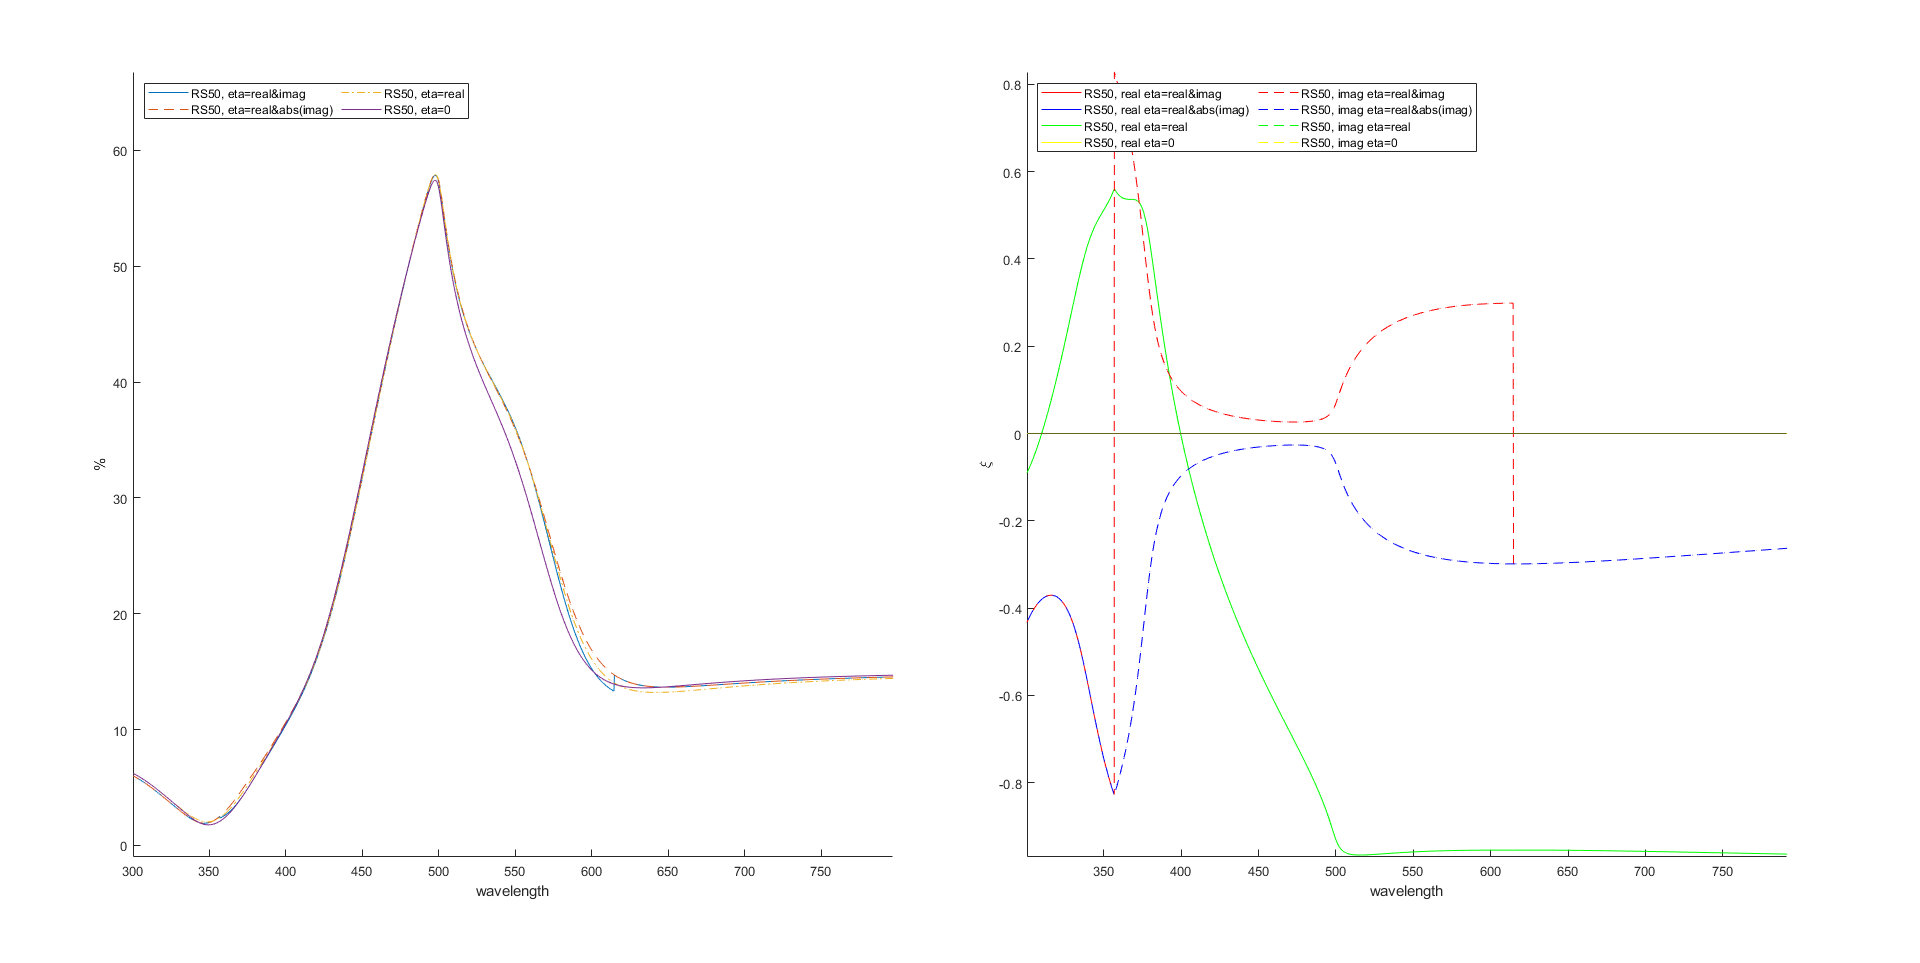 RS50, eta=real&imag RS50, eta=real
RS50, eta=real&abs(imag) RS50, eta=0
60
50
40
30
20
10
0
%
300 350 400 450 500 550 600 650 700 750
wavelength
RS50, real eta=real&imag RS50, imag eta=real&imag
RS50, real eta=real&abs(imag) RS50, imag eta=real&abs(imag)
RS50, real eta=real RS50, imag eta=real
RS50, real eta=0 RS50, imag eta=0
0.8
0.6
0.4
0.2
0
-0.2
-0.4
-0.6
-0.8
ξ
350 400 450 500 550 600 650 700 750
wavelength